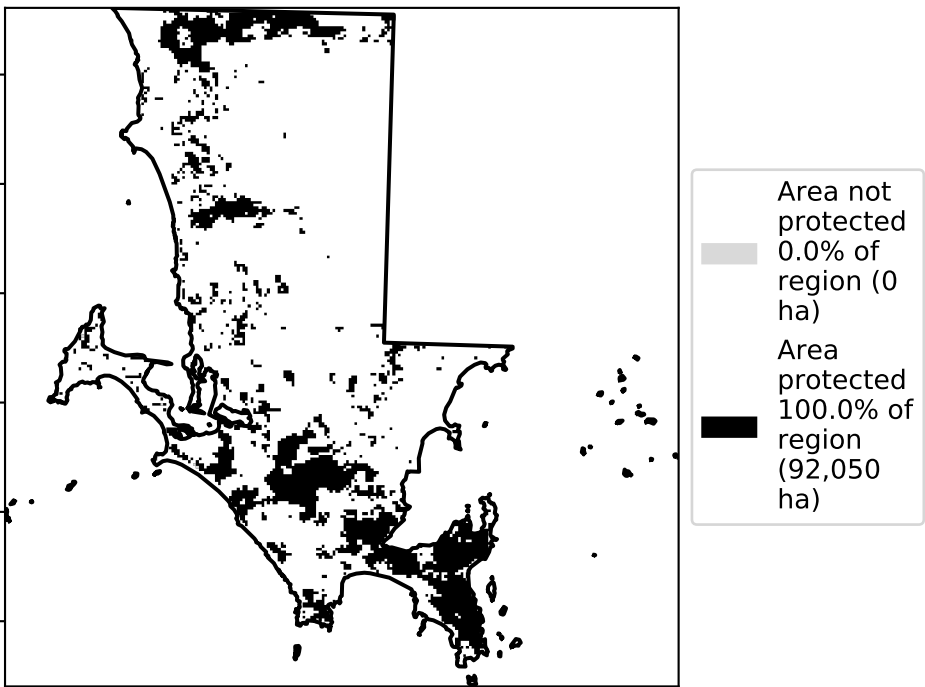 Area not
protected
0.0% of
region (0
ha)
Area
protected
100.0% of
region
(92,050
ha)